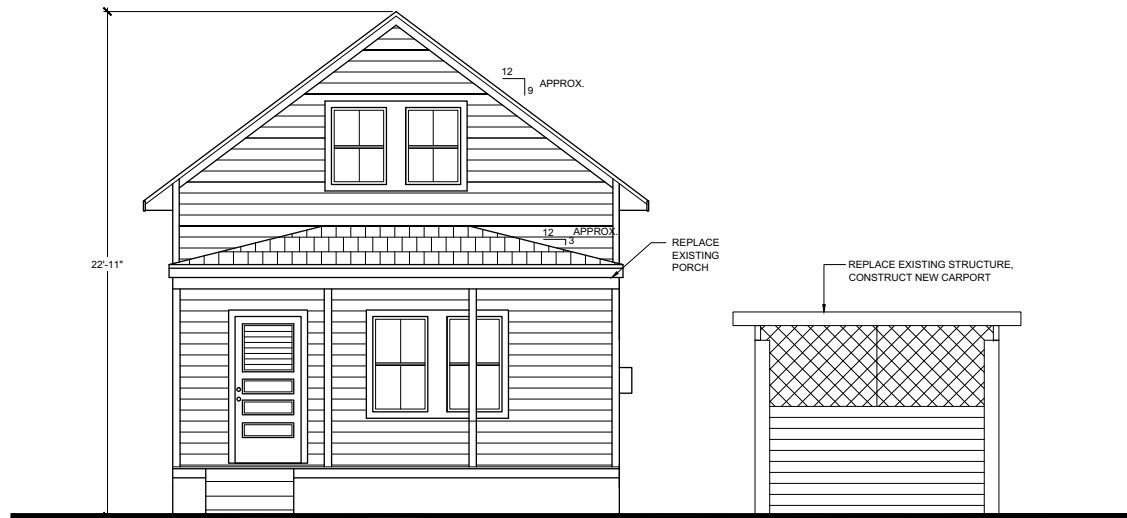 12
9
APPROX.
12
3
APPROX.
REPLACE
EXISTING
PORCH
22'-11"
REPLACE EXISTING STRUCTURE,
CONSTRUCT NEW CARPORT